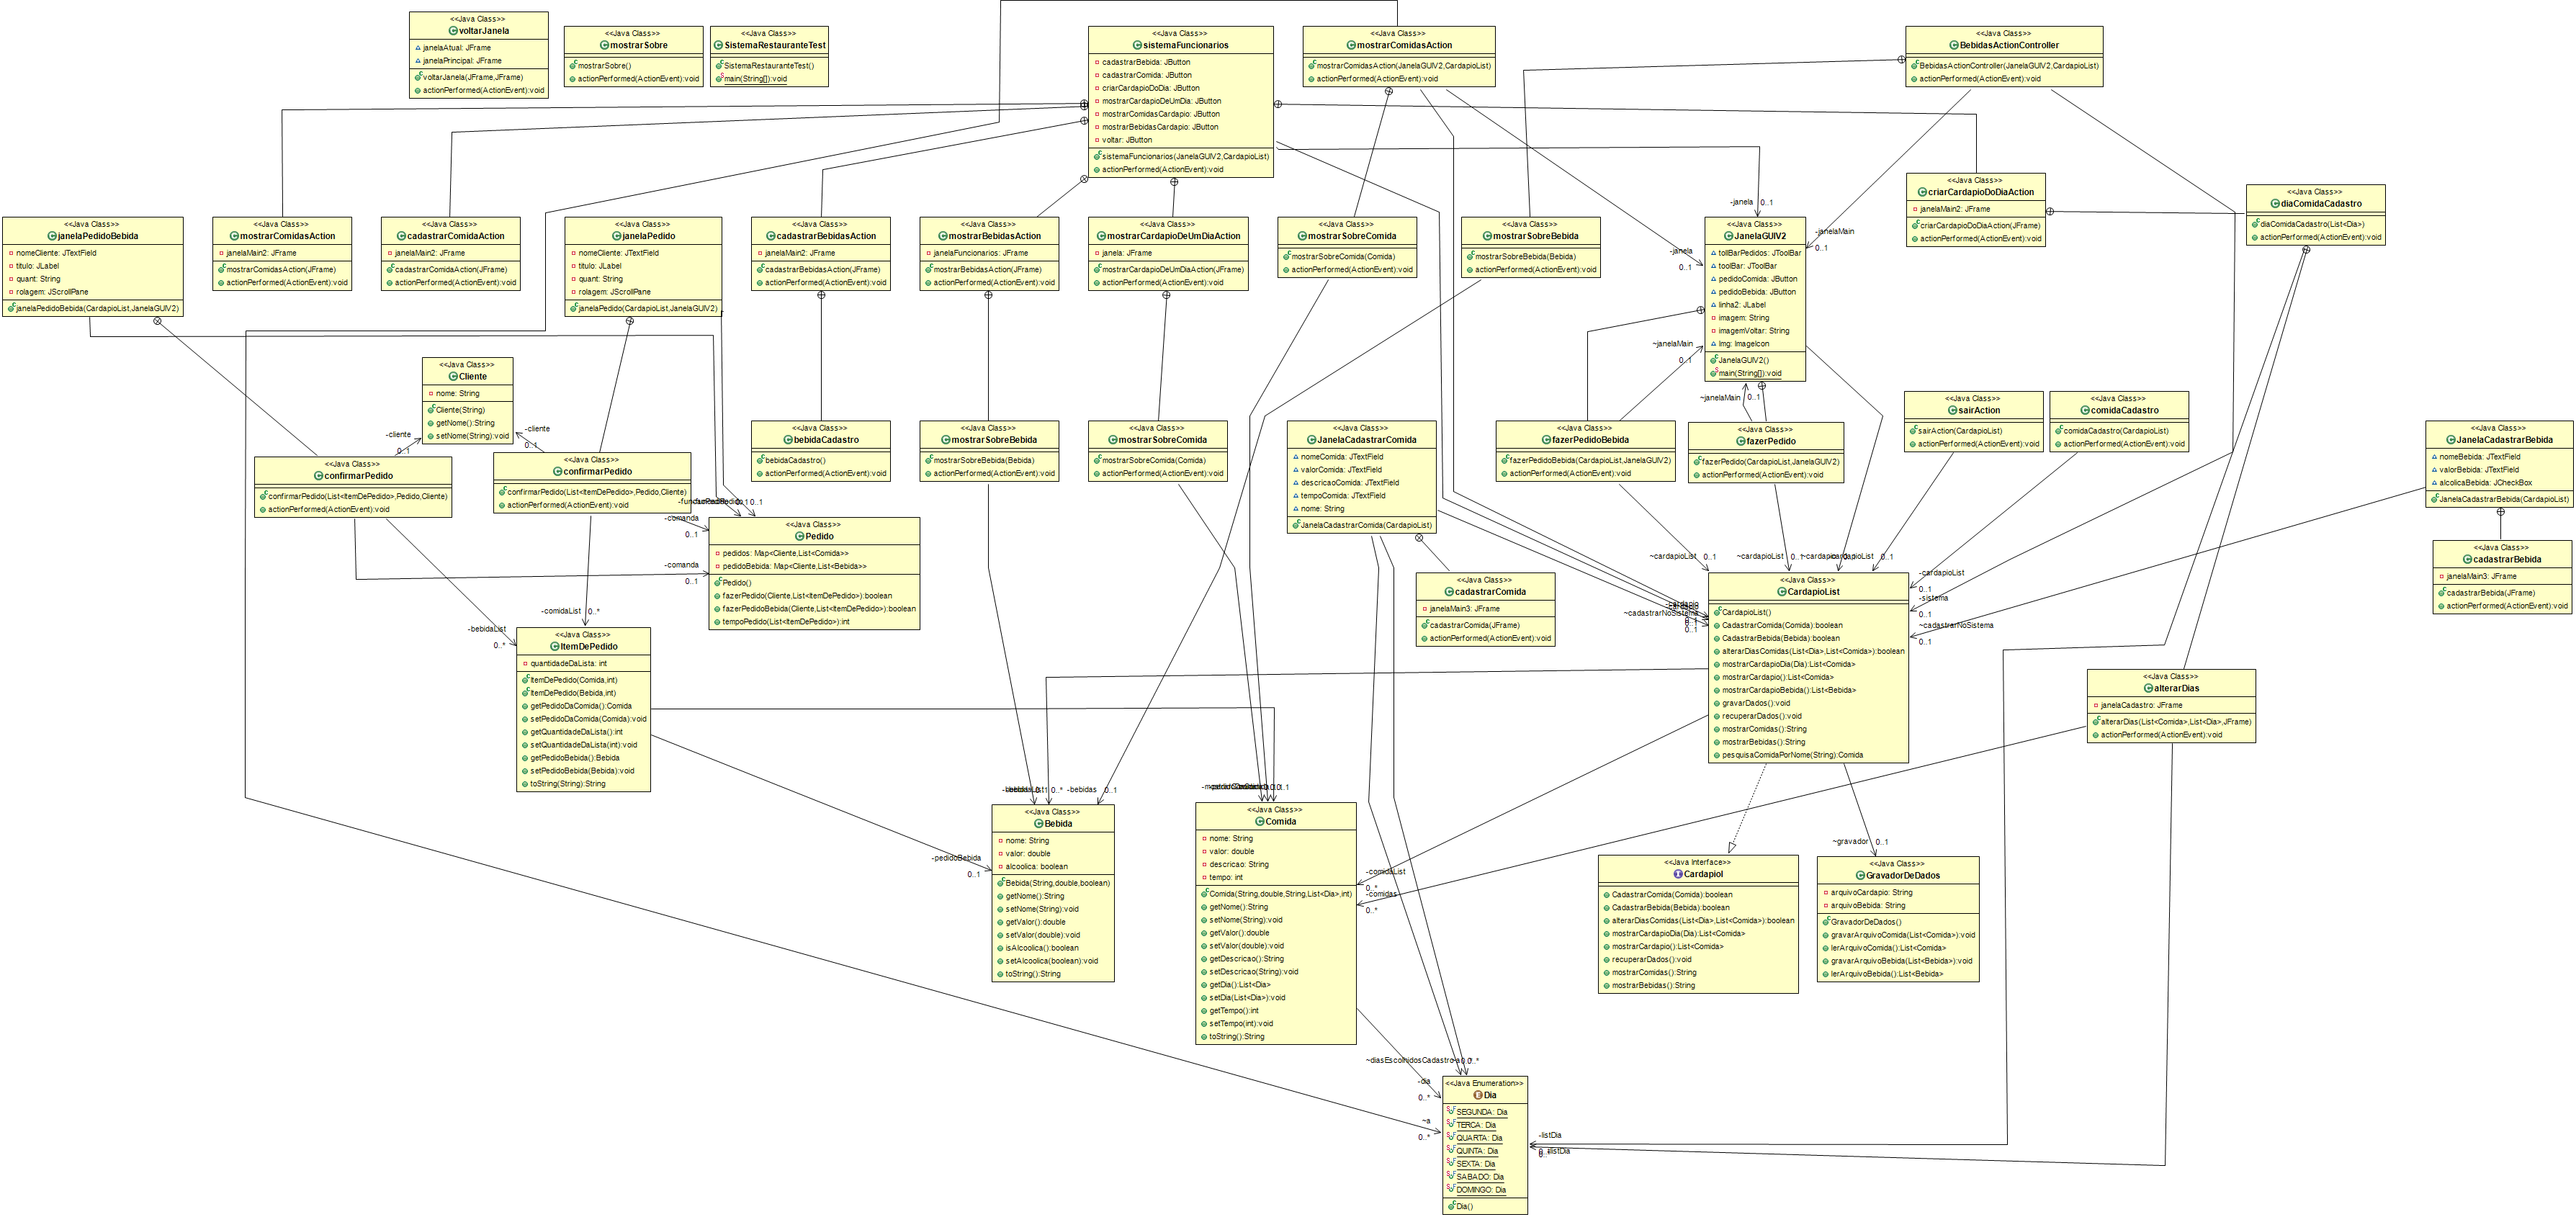 <<Java Class>>
voltarJanela
janelaAtual: JFrame
janelaPrincipal: JFrame
voltarJanela(JFrame,JFrame)
actionPerformed(ActionEvent):void
<<Java Class>>
mostrarSobre
mostrarSobre()
actionPerformed(ActionEvent):void
<<Java Class>>
SistemaRestauranteTest
SistemaRestauranteTest()
main(String[]):void
<<Java Class>>
sistemaFuncionarios
cadastrarBebida: JButton
cadastrarComida: JButton
criarCardapioDoDia: JButton
mostrarCardapioDeUmDia: JButton
mostrarComidasCardapio: JButton
mostrarBebidasCardapio: JButton
voltar: JButton
sistemaFuncionarios(JanelaGUIV2,CardapioList)
actionPerformed(ActionEvent):void
<<Java Class>>
mostrarComidasAction
mostrarComidasAction(JanelaGUIV2,CardapioList)
actionPerformed(ActionEvent):void
<<Java Class>>
BebidasActionController
BebidasActionController(JanelaGUIV2,CardapioList)
actionPerformed(ActionEvent):void
<<Java Class>>
criarCardapioDoDiaAction
janelaMain2: JFrame
criarCardapioDoDiaAction(JFrame)
actionPerformed(ActionEvent):void
<<Java Class>>
diaComidaCadastro
diaComidaCadastro(List<Dia>)
actionPerformed(ActionEvent):void
<<Java Class>>
janelaPedidoBebida
nomeCliente: JTextField
titulo: JLabel
quant: String
rolagem: JScrollPane
janelaPedidoBebida(CardapioList,JanelaGUIV2)
<<Java Class>>
mostrarComidasAction
janelaMain2: JFrame
mostrarComidasAction(JFrame)
actionPerformed(ActionEvent):void
<<Java Class>>
cadastrarComidaAction
janelaMain2: JFrame
cadastrarComidaAction(JFrame)
actionPerformed(ActionEvent):void
<<Java Class>>
janelaPedido
nomeCliente: JTextField
titulo: JLabel
quant: String
rolagem: JScrollPane
janelaPedido(CardapioList,JanelaGUIV2)
<<Java Class>>
cadastrarBebidasAction
janelaMain2: JFrame
cadastrarBebidasAction(JFrame)
actionPerformed(ActionEvent):void
<<Java Class>>
mostrarBebidasAction
janelaFuncionarios: JFrame
mostrarBebidasAction(JFrame)
actionPerformed(ActionEvent):void
<<Java Class>>
mostrarCardapioDeUmDiaAction
janela: JFrame
mostrarCardapioDeUmDiaAction(JFrame)
actionPerformed(ActionEvent):void
<<Java Class>>
mostrarSobreComida
mostrarSobreComida(Comida)
actionPerformed(ActionEvent):void
<<Java Class>>
mostrarSobreBebida
mostrarSobreBebida(Bebida)
actionPerformed(ActionEvent):void
-janela 0..1
-janela
0..1
-janelaMain
0..1
<<Java Class>>
JanelaGUIV2
tollBarPedidos: JToolBar
toolBar: JToolBar
pedidoComida: JButton
pedidoBebida: JButton
linha2: JLabel
imagem: String
imagemVoltar: String
Img: ImageIcon
JanelaGUIV2()
main(String[]):void
~janelaMain
0..1
~janelaMain 0..1
<<Java Class>>
Cliente
nome: String
Cliente(String)
getNome():String
setNome(String):void
-cliente
0..1
-cliente
0..1
<<Java Class>>
confirmarPedido
confirmarPedido(List<ItemDePedido>,Pedido,Cliente)
actionPerformed(ActionEvent):void
<<Java Class>>
confirmarPedido
confirmarPedido(List<ItemDePedido>,Pedido,Cliente)
actionPerformed(ActionEvent):void
<<Java Class>>
bebidaCadastro
bebidaCadastro()
actionPerformed(ActionEvent):void
<<Java Class>>
mostrarSobreBebida
mostrarSobreBebida(Bebida)
actionPerformed(ActionEvent):void
<<Java Class>>
mostrarSobreComida
mostrarSobreComida(Comida)
actionPerformed(ActionEvent):void
<<Java Class>>
JanelaCadastrarComida
nomeComida: JTextField
valorComida: JTextField
descricaoComida: JTextField
tempoComida: JTextField
nome: String
JanelaCadastrarComida(CardapioList)
<<Java Class>>
fazerPedidoBebida
fazerPedidoBebida(CardapioList,JanelaGUIV2)
actionPerformed(ActionEvent):void
<<Java Class>>
fazerPedido
fazerPedido(CardapioList,JanelaGUIV2)
actionPerformed(ActionEvent):void
<<Java Class>>
sairAction
sairAction(CardapioList)
actionPerformed(ActionEvent):void
<<Java Class>>
comidaCadastro
comidaCadastro(CardapioList)
actionPerformed(ActionEvent):void
<<Java Class>>
JanelaCadastrarBebida
nomeBebida: JTextField
valorBebida: JTextField
alcolicaBebida: JCheckBox
JanelaCadastrarBebida(CardapioList)
<<Java Class>>
cadastrarBebida
janelaMain3: JFrame
cadastrarBebida(JFrame)
actionPerformed(ActionEvent):void
0..1
-comanda
0..1
-comanda
0..1
<<Java Class>>
Pedido
pedidos: Map<Cliente,List<Comida>>
pedidoBebida: Map<Cliente,List<Bebida>>
Pedido()
fazerPedido(Cliente,List<ItemDePedido>):boolean
fazerPedidoBebida(Cliente,List<ItemDePedido>):boolean
tempoPedido(List<ItemDePedido>):int
<<Java Class>>
cadastrarComida
janelaMain3: JFrame
cadastrarComida(JFrame)
actionPerformed(ActionEvent):void
~cardapioList 0..1
~cardapioList
0..1
~cadastrarNoSistema
0..1
-cardapioList
0..1
-sistema
0..1
~cadastrarNoSistema
0..1
<<Java Class>>
CardapioList
CardapioList()
CadastrarComida(Comida):boolean
CadastrarBebida(Bebida):boolean
alterarDiasComidas(List<Dia>,List<Comida>):boolean
mostrarCardapioDia(Dia):List<Comida>
mostrarCardapio():List<Comida>
mostrarCardapioBebida():List<Bebida>
gravarDados():void
recuperarDados():void
mostrarComidas():String
mostrarBebidas():String
pesquisaComidaPorNome(String):Comida
-comidaList 0..*
-bebidaList
0..*
<<Java Class>>
ItemDePedido
quantidadeDaLista: int
ItemDePedido(Comida,int)
ItemDePedido(Bebida,int)
getPedidoDaComida():Comida
setPedidoDaComida(Comida):void
getQuantidadeDaLista():int
setQuantidadeDaLista(int):void
getPedidoBebida():Bebida
setPedidoBebida(Bebida):void
toString(String):String
<<Java Class>>
alterarDias
janelaCadastro: JFrame
alterarDias(List<Comida>,List<Dia>,JFrame)
actionPerformed(ActionEvent):void
0..* -bebidas 0..1
-pedidoBebida
0..1
<<Java Class>>
Bebida
nome: String
valor: double
alcoolica: boolean
Bebida(String,double,boolean)
getNome():String
setNome(String):void
getValor():double
setValor(double):void
isAlcoolica():boolean
setAlcoolica(boolean):void
toString():String
<<Java Class>>
Comida
nome: String
valor: double
descricao: String
tempo: int
Comida(String,double,String,List<Dia>,int)
getNome():String
setNome(String):void
getValor():double
setValor(double):void
getDescricao():String
setDescricao(String):void
getDia():List<Dia>
setDia(List<Dia>):void
getTempo():int
setTempo(int):void
toString():String
-comidaList
0..*
-comidas
0..*
~gravador 0..1
<<Java Interface>>
CardapioI
CadastrarComida(Comida):boolean
CadastrarBebida(Bebida):boolean
alterarDiasComidas(List<Dia>,List<Comida>):boolean
mostrarCardapioDia(Dia):List<Comida>
mostrarCardapio():List<Comida>
recuperarDados():void
mostrarComidas():String
mostrarBebidas():String
<<Java Class>>
GravadorDeDados
arquivoCardapio: String
arquivoBebida: String
GravadorDeDados()
gravarArquivoComida(List<Comida>):void
lerArquivoComida():List<Comida>
gravarArquivoBebida(List<Bebida>):void
lerArquivoBebida():List<Bebida>
~diasEscolhidosCadastro
0..*
-dia
0..*
~a
0..*
<<Java Enumeration>>
Dia
SEGUNDA: Dia
TERCA: Dia
QUARTA: Dia
QUINTA: Dia
SEXTA: Dia
SABADO: Dia
DOMINGO: Dia
Dia()
-listDia
-listDia